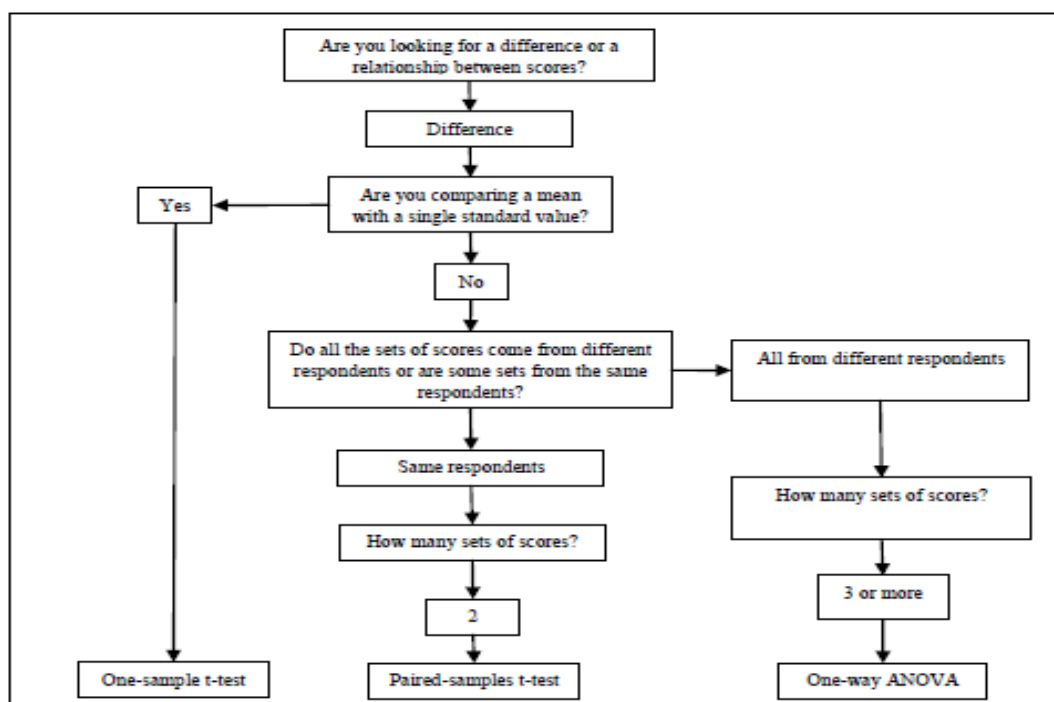 Are you looking for a difference or a
relationship between scores?
Difference
Are you comparing a mean
with a single standard value?
Yes
No
Do all the sets of scores come from different
respondents or are some sets from the same
respondents?
All from different respondents
Same respondents
How many sets of scores?
How many sets of scores?
2
3 or more
One-sample t-test
Paired-samples t-test
One-way ANOVA